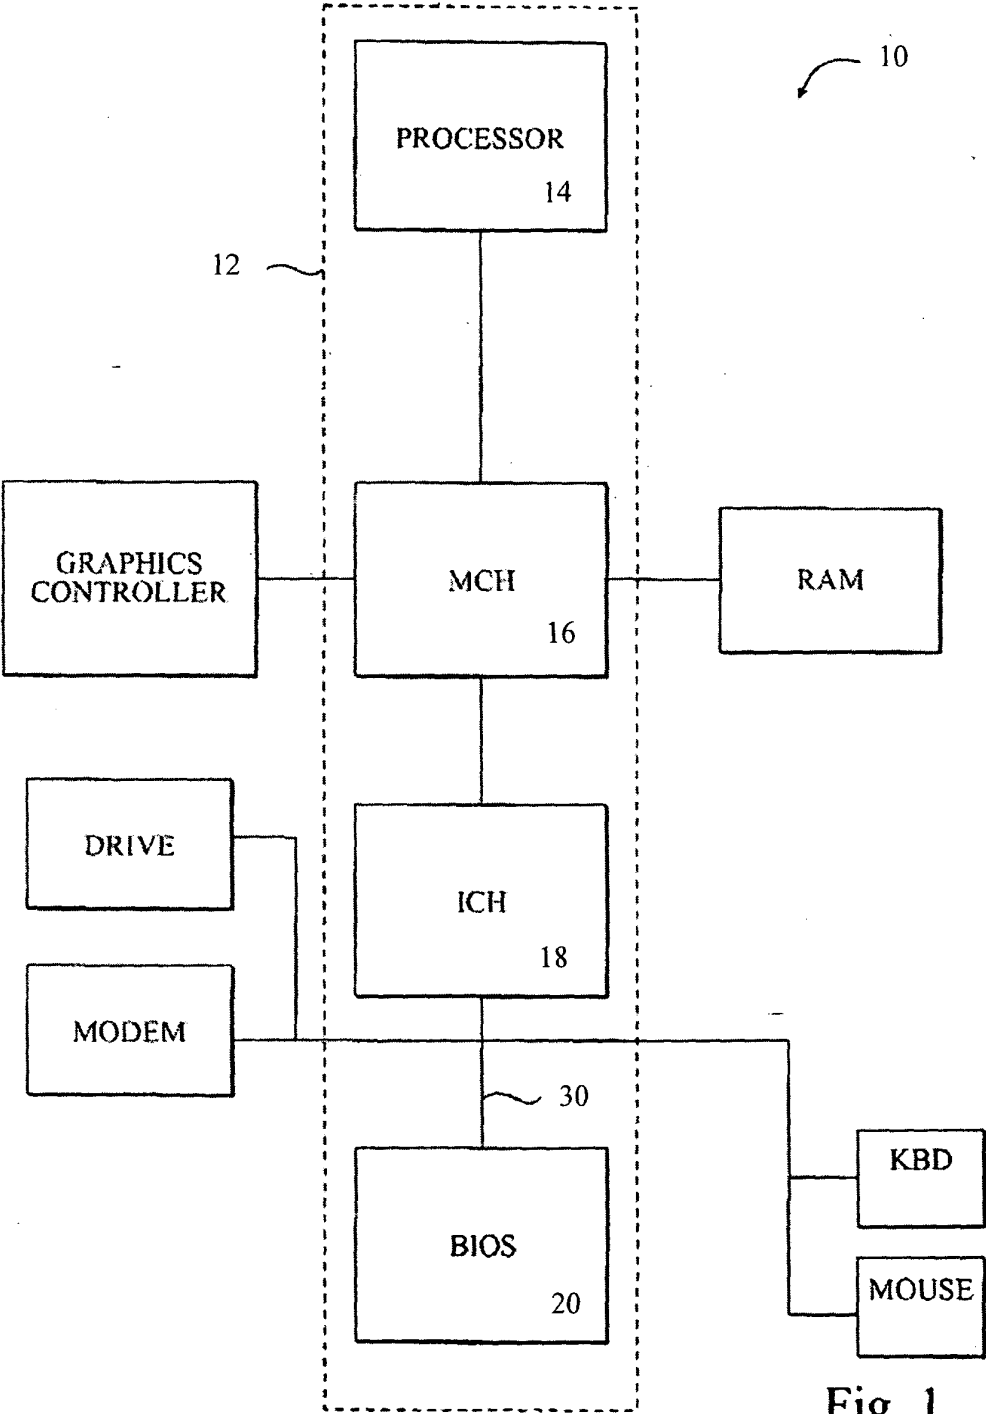 10
PROCESSOR
14
12
GRAPHICS
CONTROLLER
MCH
16
RAM
DRIVE
ICH
18
MODEM
30
KBD
BIOS
20
MOUSE
Fig. 1